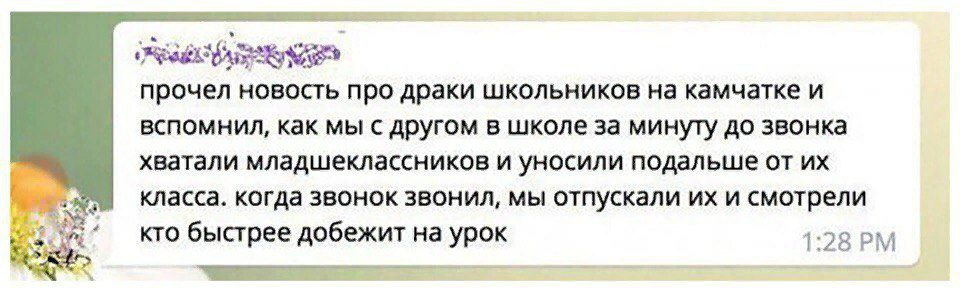 прочел новость про драки школьников на камчатке и
вспомнил, как мы с другом в школе за минуту до звонка
хватали младшеклассников и уносили подальше от их
класса. когда звонок звонил, мы отпускали их и смотрели
кто быстрее добежит на урок
1:28 PM